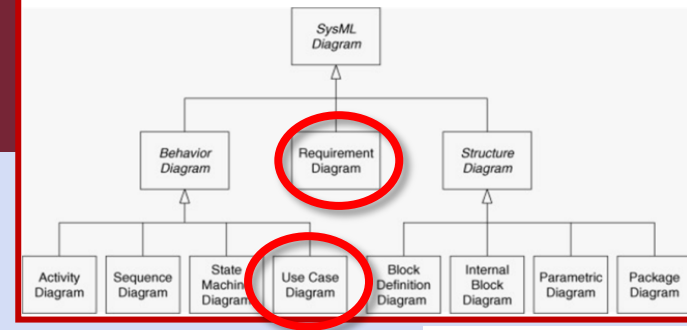 SysML
Diagram
Behavior
Diagram
Requirement
Diagram
Structure
Diagram
Activity
Diagram
Sequence
Diagram
State
Machine
Diagram
Use Case
Diagram
Block
Definition
Diagram
Internal
Block
Diagram
Parametric
Diagram
Package
Diagram